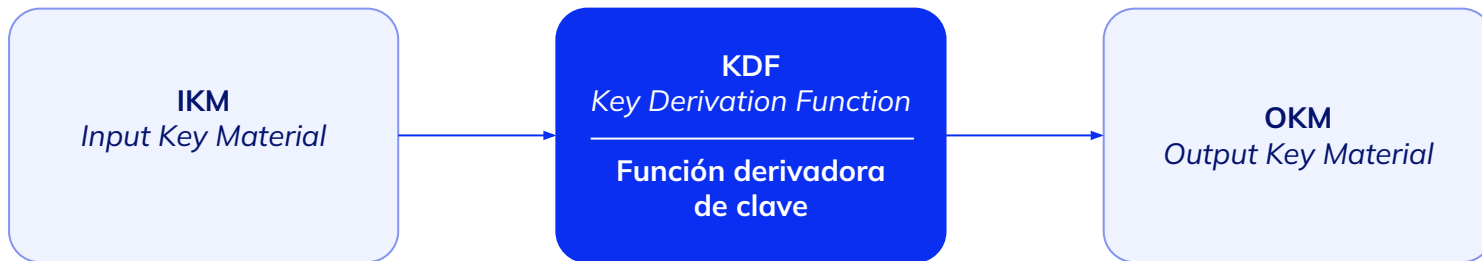 IKM
Input Key Material
KDF
Key Derivation Function
Función derivadora
de clave
OKM
Output Key Material